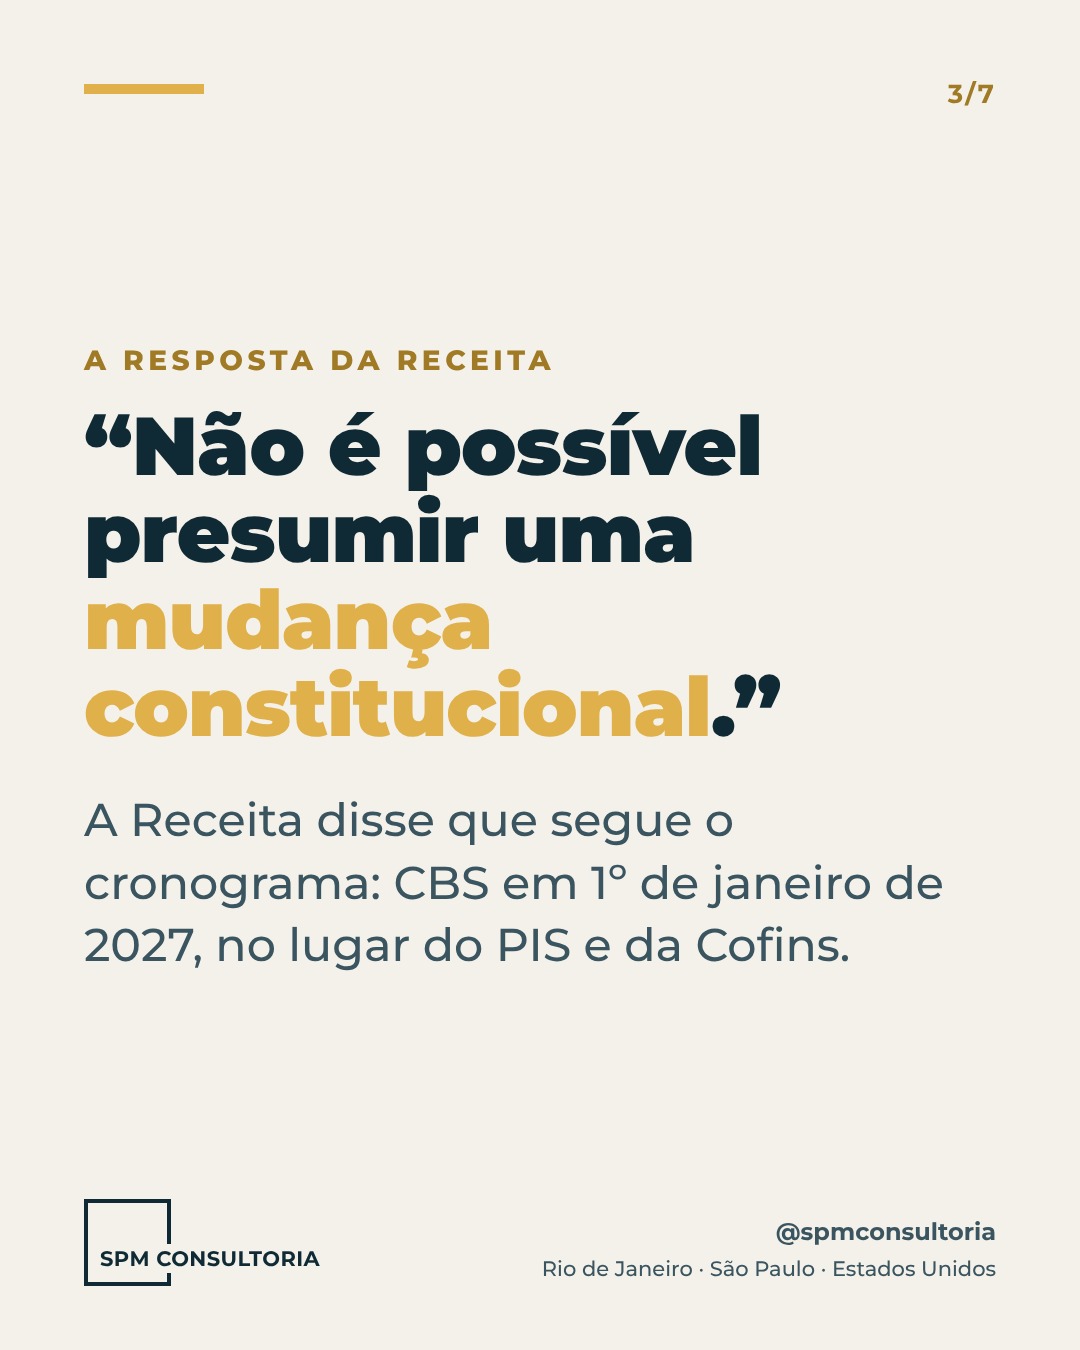 3/7
A RESPOSTA DA RECEITA
“Não é possível
presumir uma
mudança
constitucional.”
A Receita disse que segue o
cronograma: CBS em 1º de janeiro de
2027, no lugar do PIS e da Cofins.
SPM CONSULTORIA
@spmconsultoria
Rio de Janeiro · São Paulo · Estados Unidos